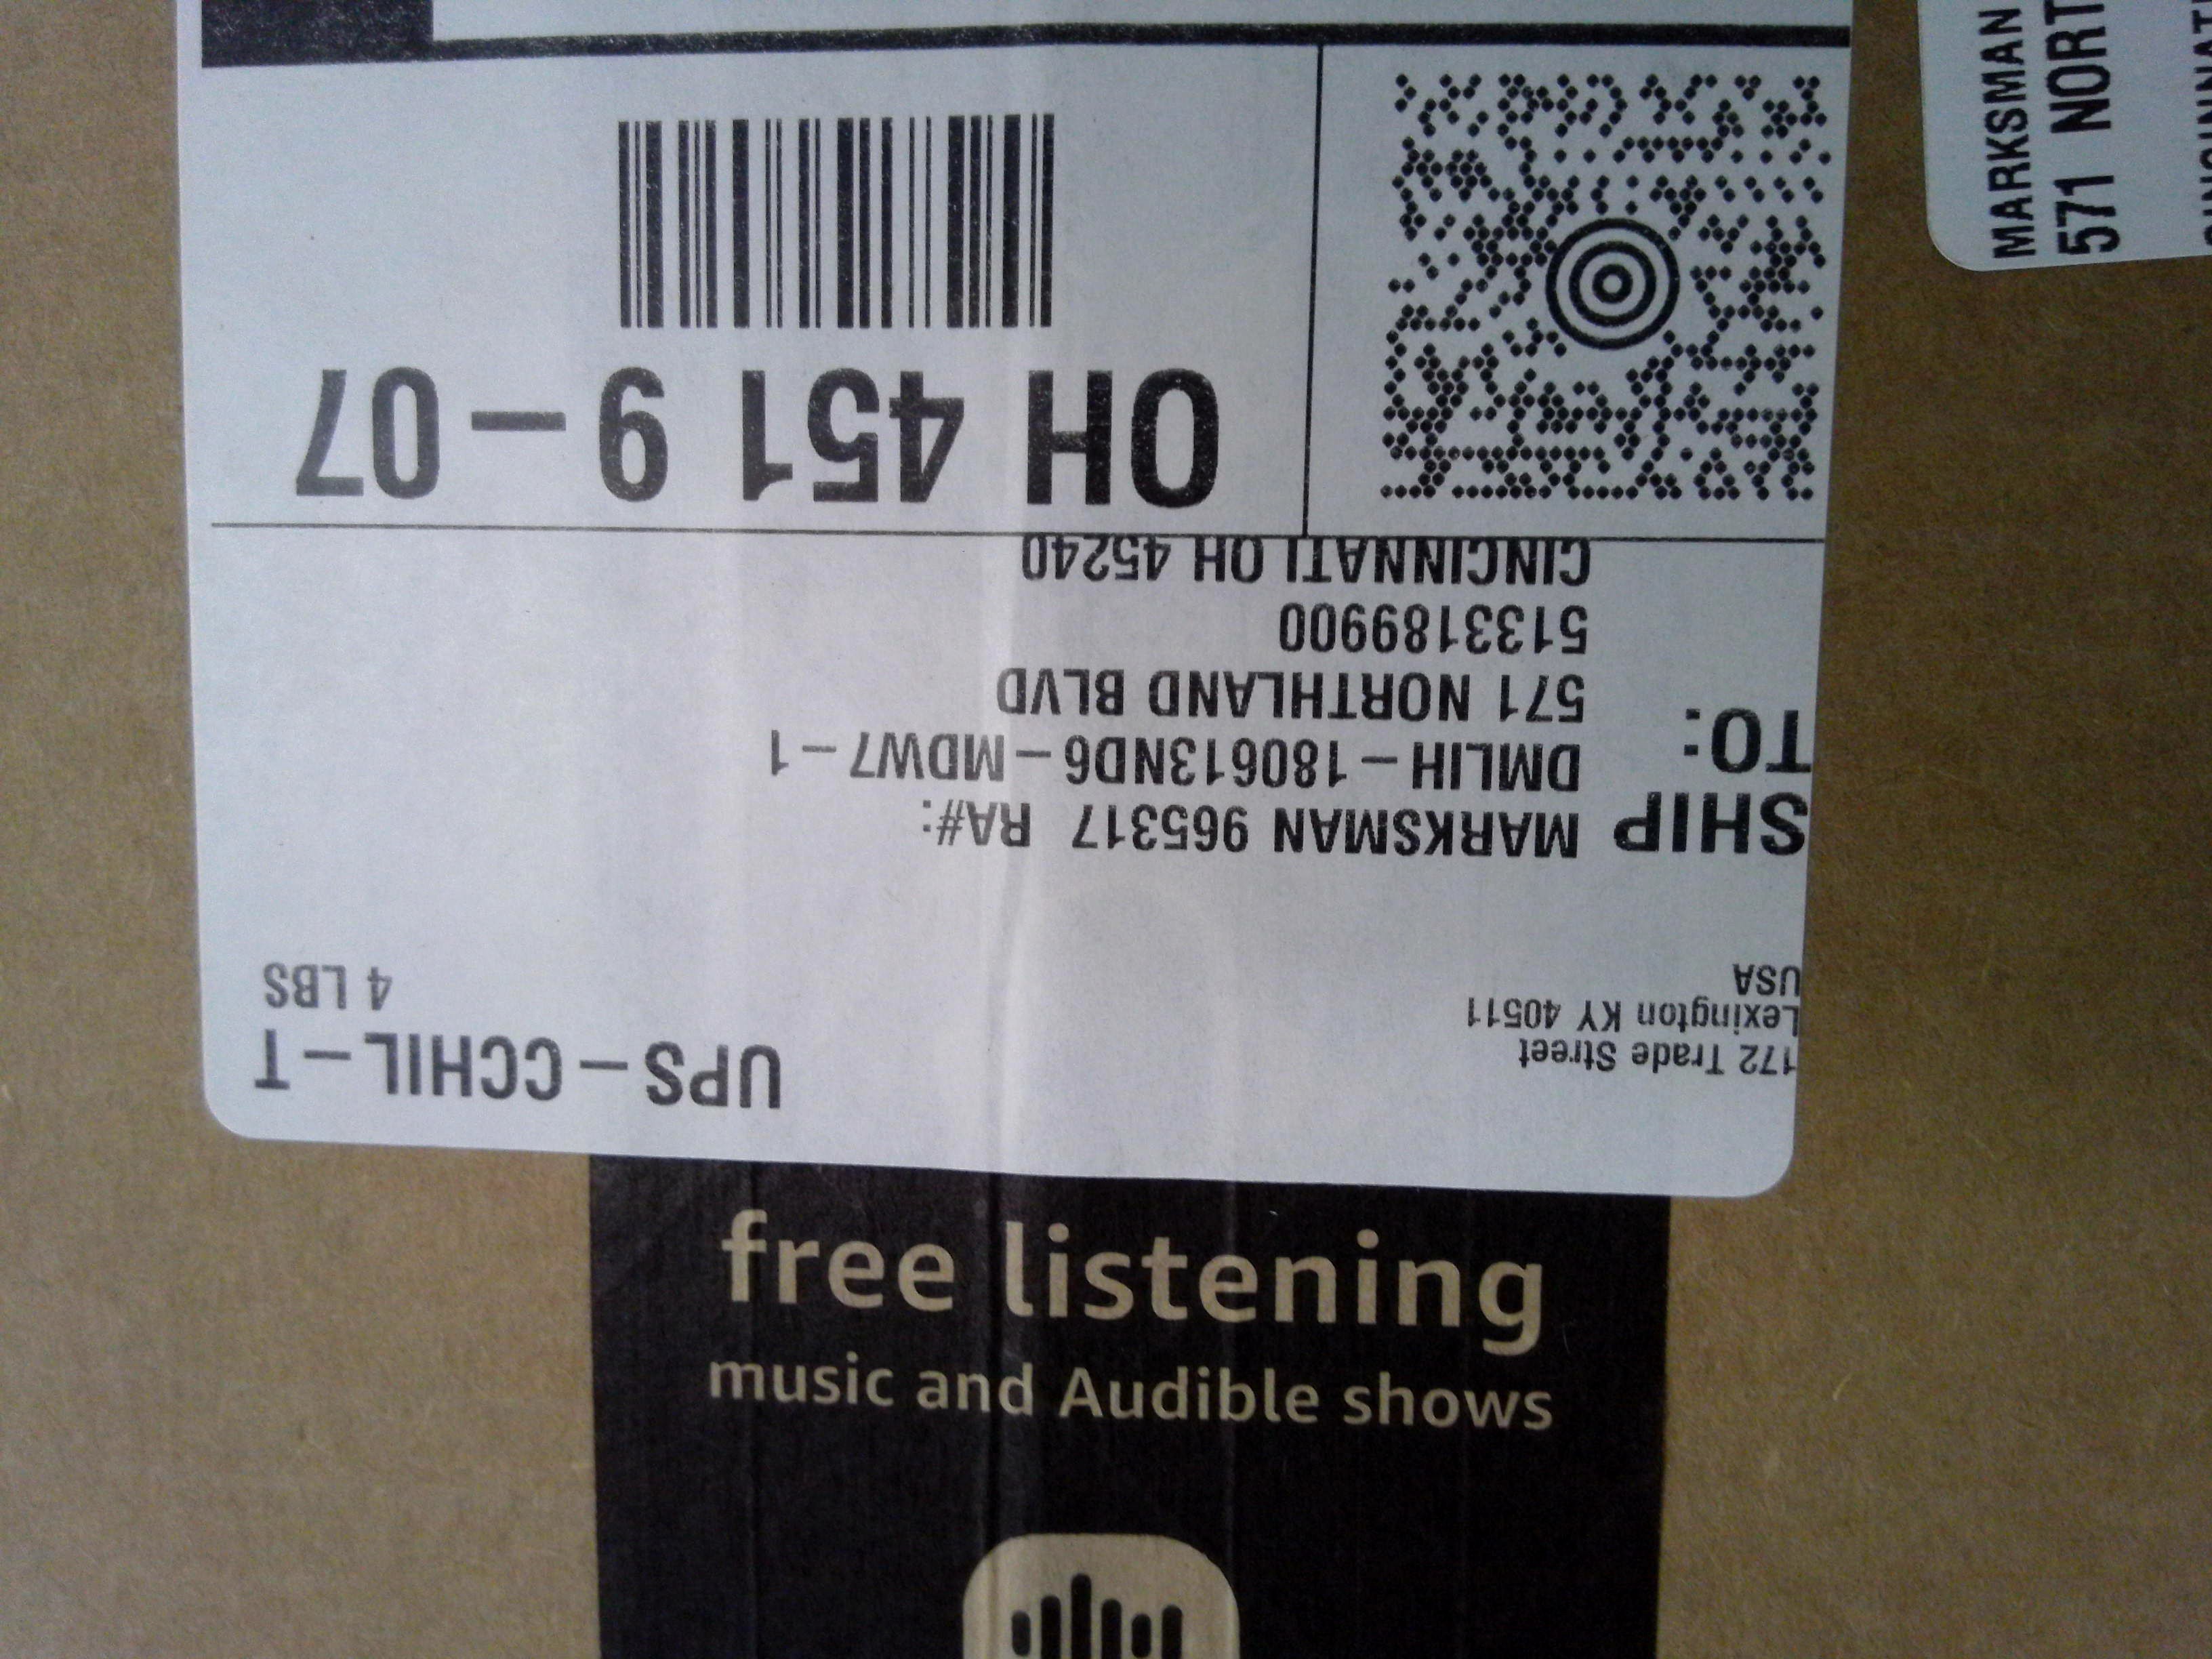 172 Trade Street
Lexington KY 40511
USA
UPS-CCHIL-T
4 LBS
SHIP
TO:
MARKSMAN 965317 RA#:
DMLIH-180613ND6-MDW7-1
571 NORTHLAND BLVD
5133189900
CINCINNATI OH 45240
OH 451 9-07
free listening
music and Audible shows
MARKSMAN
571 NORT